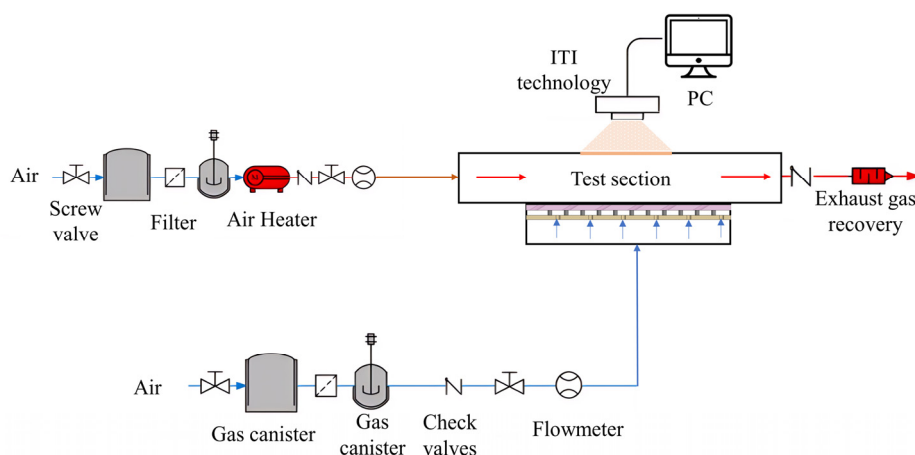 ITI
technology
PC
Air
Screw
valve
Filter
Air Heater
Test section
Exhaust gas
recovery
Air
Gas canister
Gas
canister
Check
valves
Flowmeter